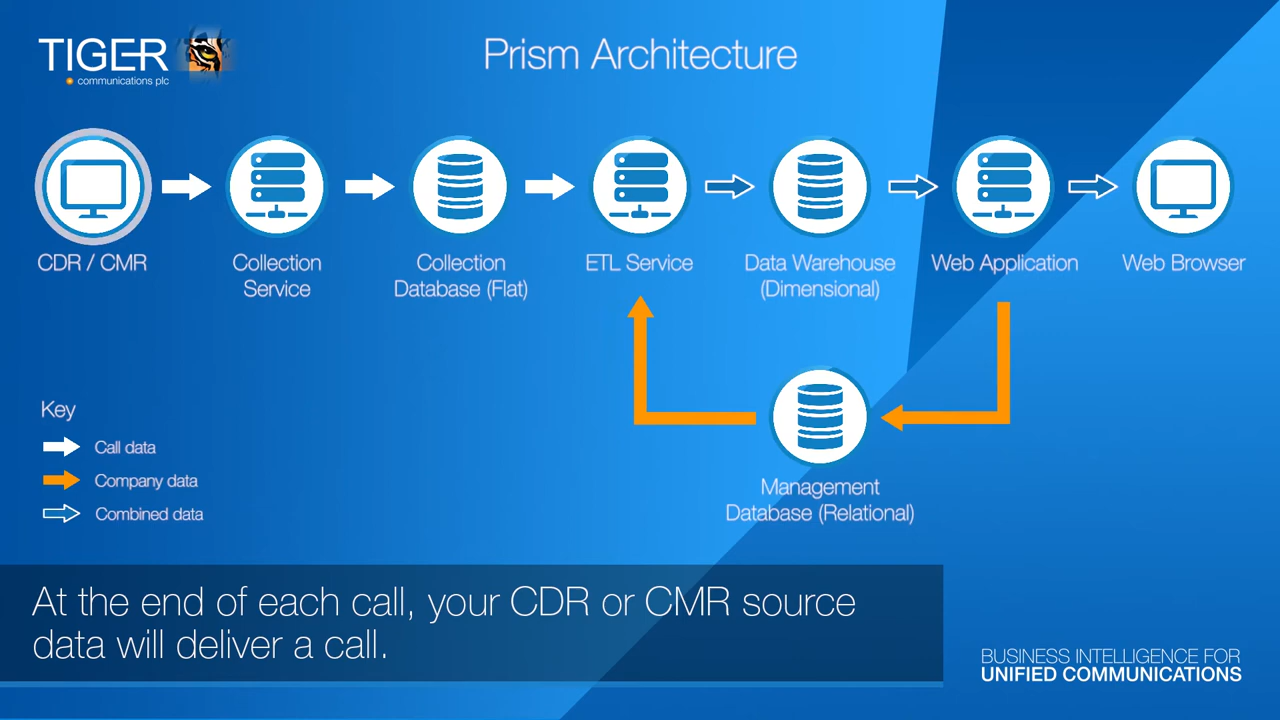 TIGER
communications plc
Prism Architecture
CDR / CMR
Collection
Service
Collection
Database (Flat)
ETL Service
Data Warehouse
(Dimensional)
Web Application
Web Browser
Management
Database (Relational)
Key
Call data
Company data
Combined data
At the end of each call, your CDR or CMR source
data will deliver a call.
BUSINESS INTELLIGENCE FOR
UNIFIED COMMUNICATIONS